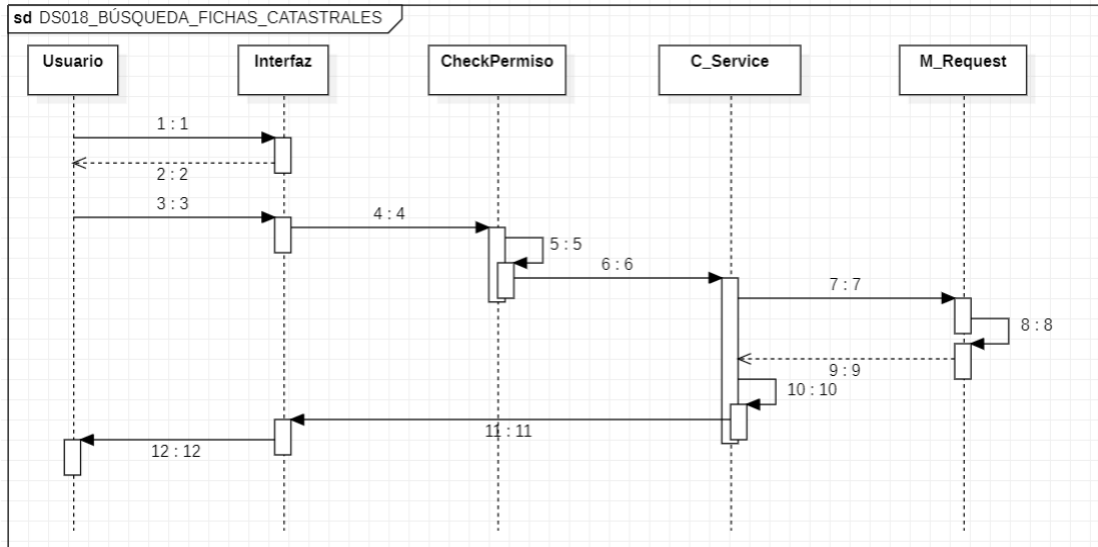 sd DS018_BÚSQUEDA_FICHAS_CATASTRALES
Usuario
Interfaz
CheckPermiso
C_Service
M_Request
1 : 1
2 : 2
3 : 3
4 : 4
5 : 5
6 : 6
7 : 7
8 : 8
9 : 9
10 : 10
11 : 11
12 : 12